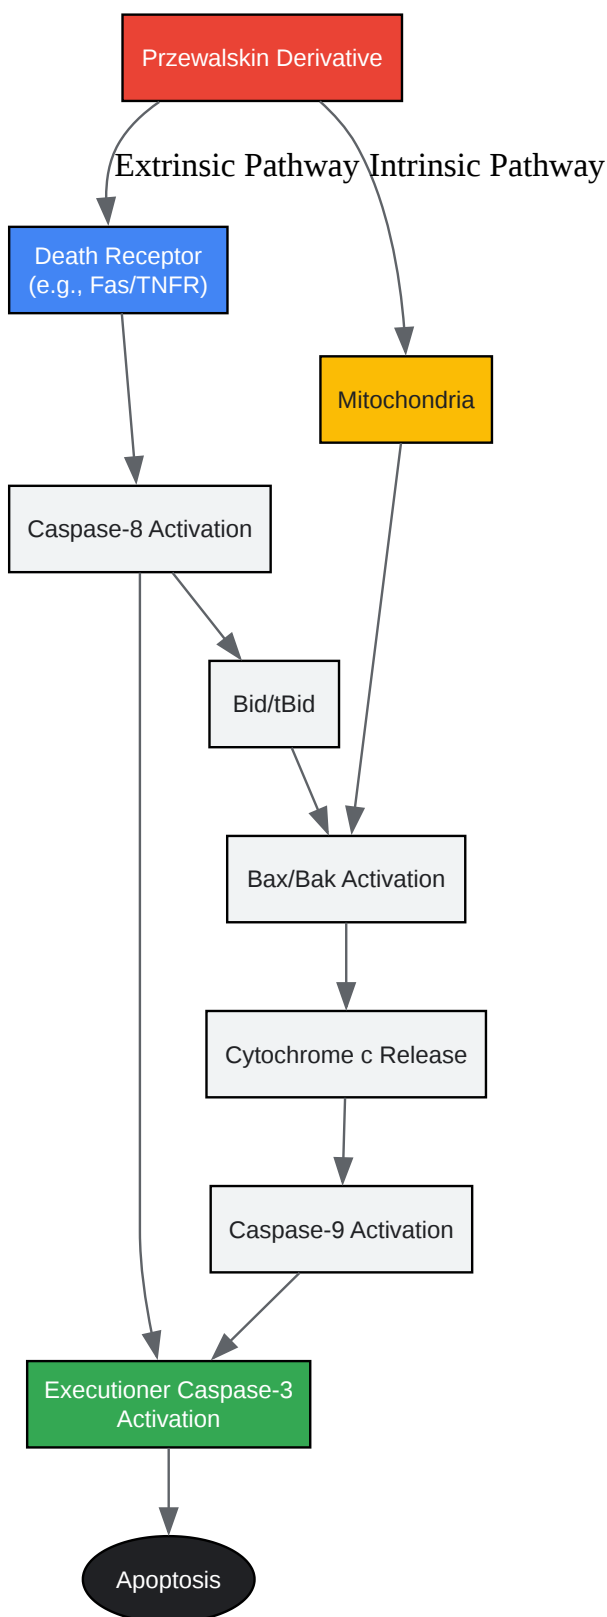 Przewalskin Derivative
Extrinsic Pathway
Intrinsic Pathway
Death Receptor
(e.g., Fas/TNFR)
Mitochondria
Caspase-8 Activation
Bid/tBid
Bax/Bak Activation
Cytochrome c Release
Caspase-9 Activation
Executioner Caspase-3
Activation
Apoptosis